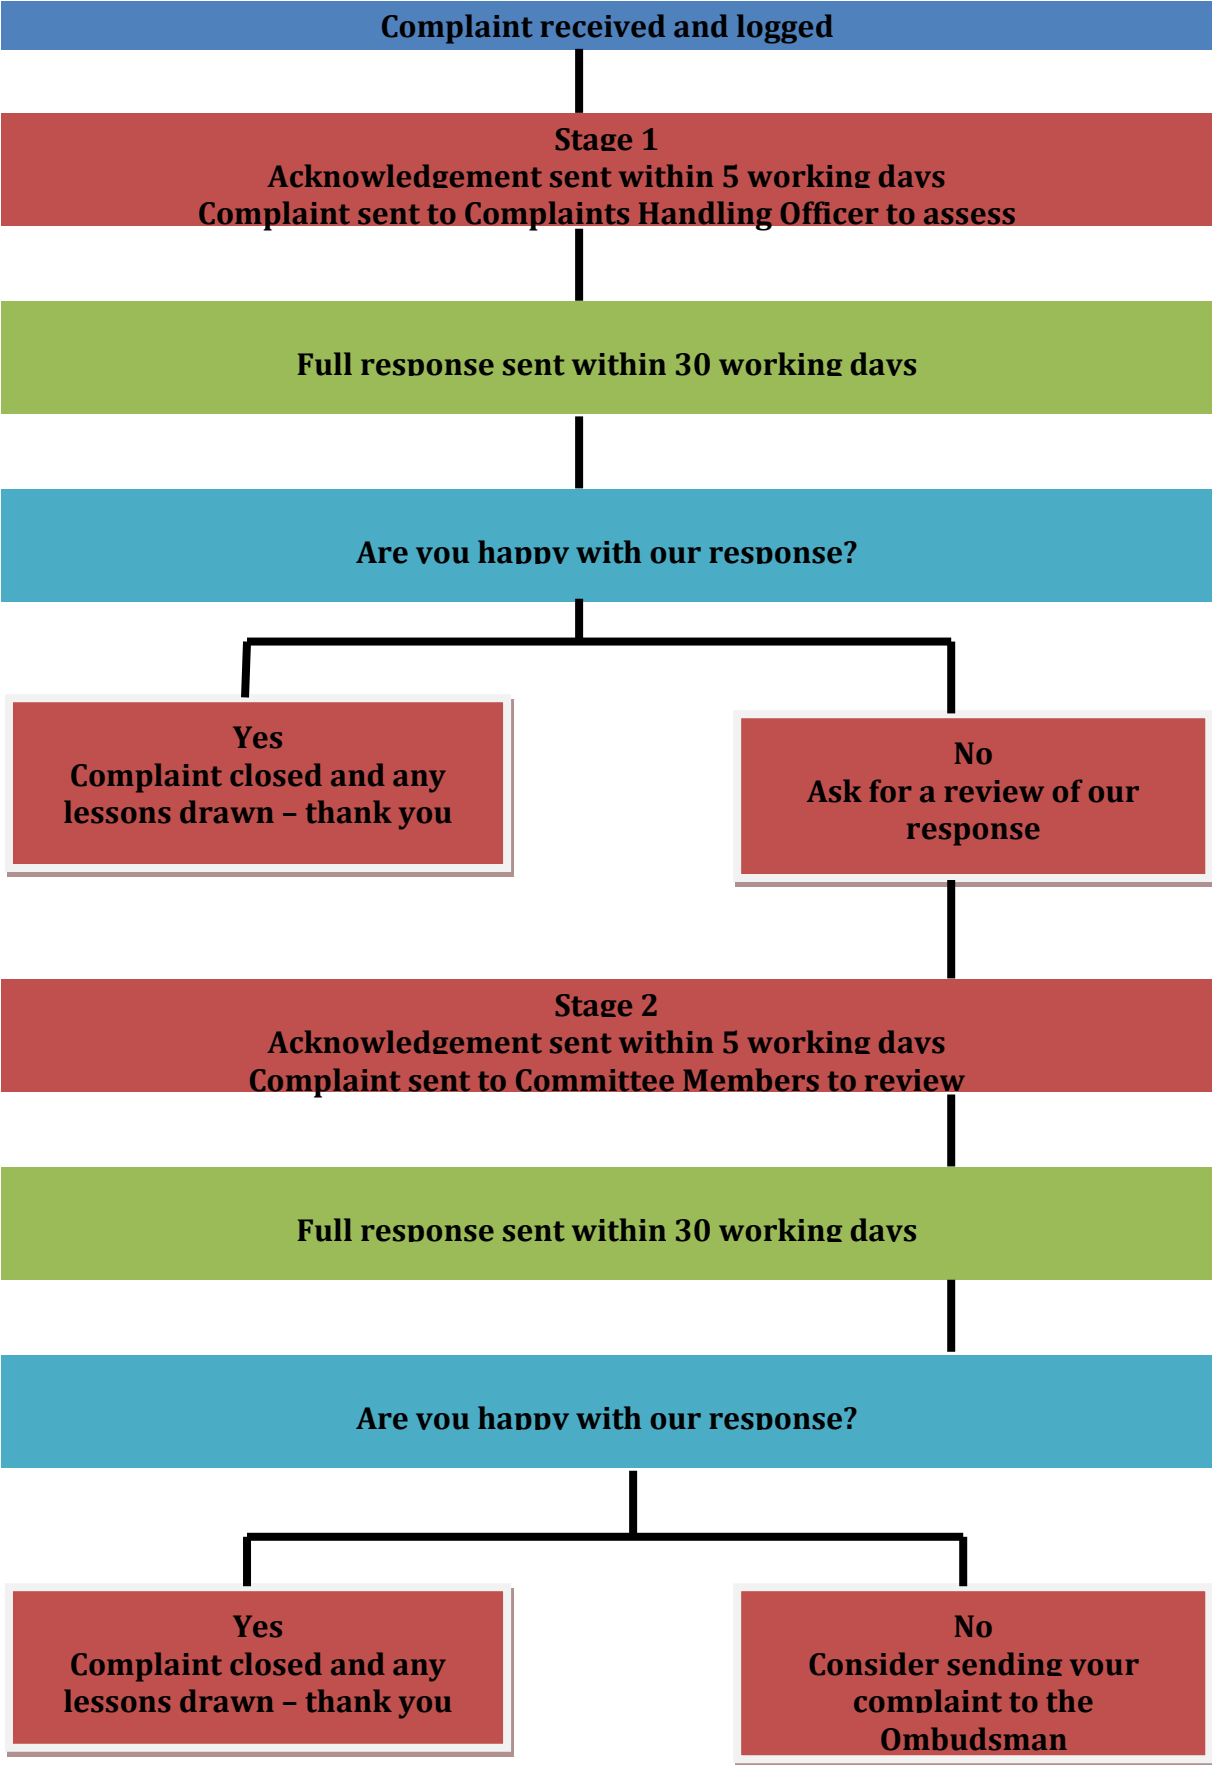 Complaint received and logged
Stage 1
Acknowledgement sent within 5 working days
Complaint sent to Complaints Handling Officer to assess
Full response sent within 30 working days
Are you happy with our response?
Yes
Complaint closed and any
lessons drawn – thank you
No
Ask for a review of our
response
Stage 2
Acknowledgement sent within 5 working days
Complaint sent to Committee Members to review
Full response sent within 30 working days
Are you happy with our response?
Yes
Complaint closed and any
lessons drawn – thank you
No
Consider sending your
complaint to the
Ombudsman